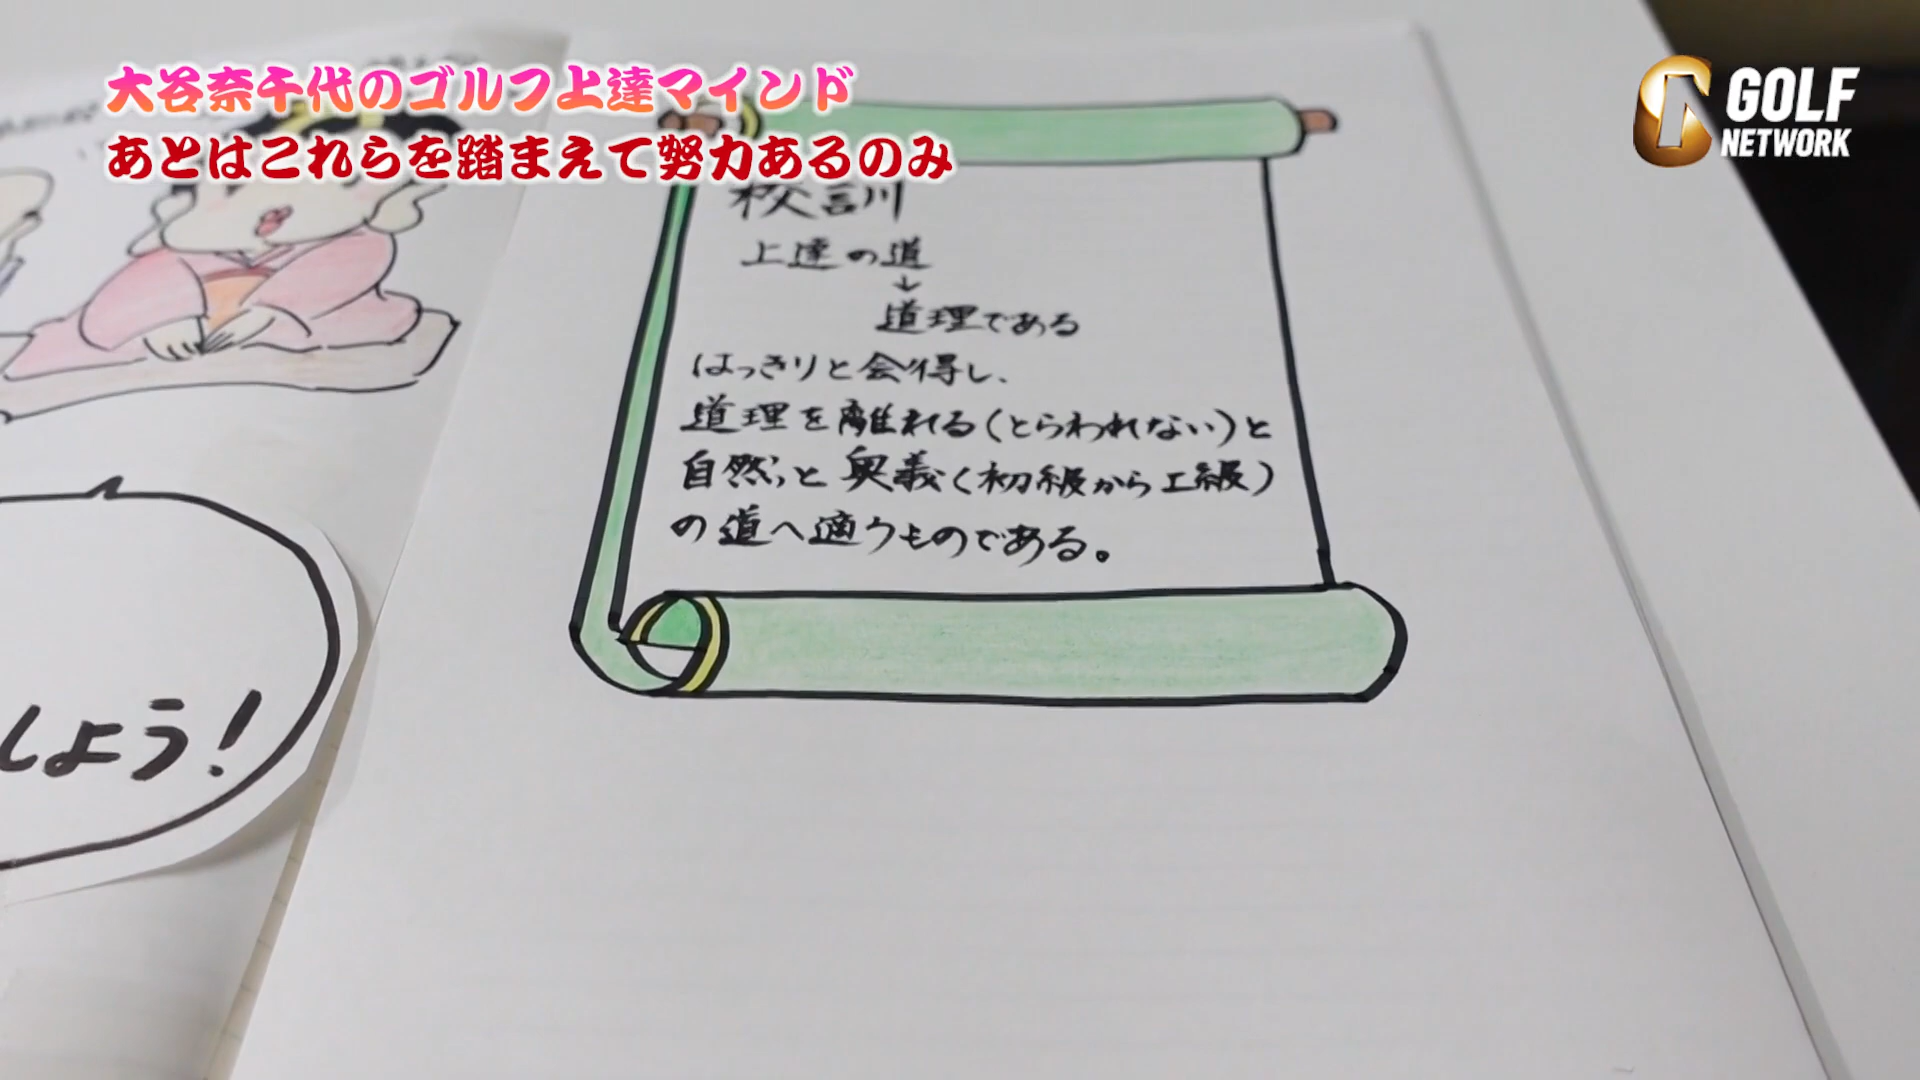 大谷奈千代のゴルフ上達マインド
あとはこれらを踏まえて努力あるのみ
GOLF
NETWORK
校訓
上達の道
↓
道理である
はっきりと会得し、
道理を離れる(とらわれない)と
自然と奥義(初級から上級)
の道へ適うものである。
しょう!